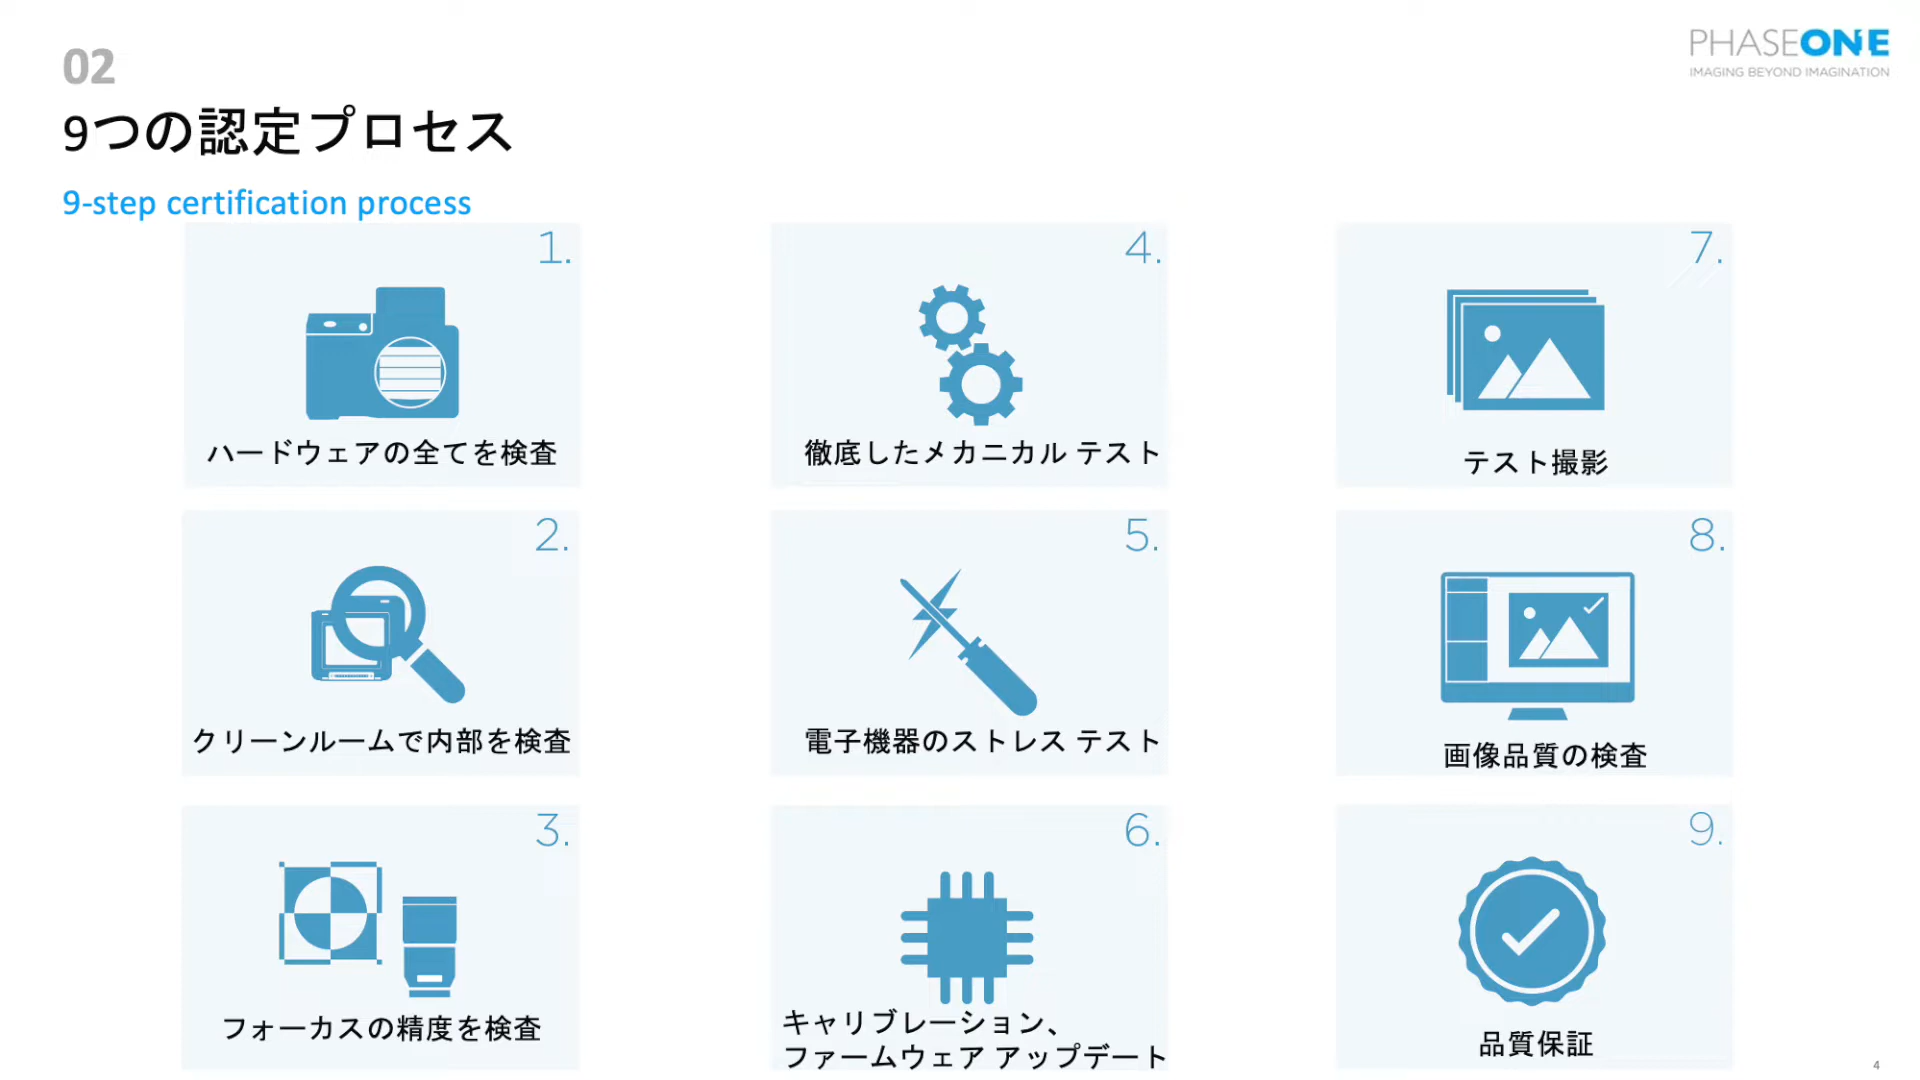 02
PHASEONE
IMAGING BEYOND IMAGINATION
9つの認定プロセス
9-step certification process
1.
ハードウェアの全てを検査
2.
クリーンルームで内部を検査
3.
フォーカスの精度を検査
4.
徹底したメカニカル テスト
5.
電子機器のストレス テスト
6.
キャリブレーション、
ファームウェア アップデート
7.
テスト撮影
8.
画像品質の検査
9.
品質保証
4